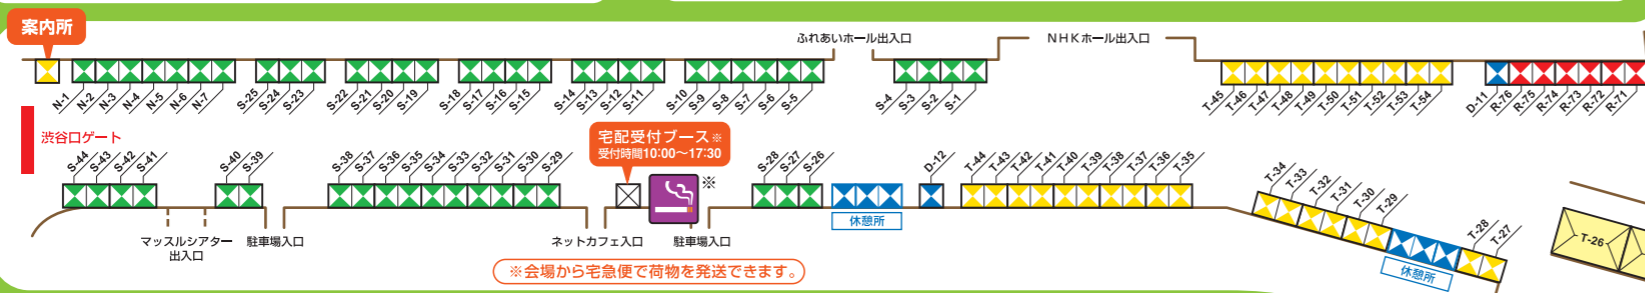 案内所
ふれあいホール出入口
NHKホール出入口
N-1
N-2
N-3
N-4
N-5
N-6
N-7
S-25
S-24
S-23
S-22
S-21
S-20
S-19
S-18
S-17
S-16
S-15
S-14
S-13
S-12
S-11
S-10
S-9
S-8
S-7
S-6
S-5
S-4
S-3
S-2
S-1
T-45
T-46
T-47
T-48
T-49
T-50
T-51
T-52
T-53
T-54
D-11
R-76
R-75
R-74
R-73
R-72
R-71
渋谷口ゲート
宅配受付ブース※
受付時間10:00〜17:30
※
S-44
S-43
S-42
S-41
S-40
S-39
S-38
S-37
S-36
S-35
S-34
S-33
S-32
S-31
S-30
S-29
S-28
S-27
S-26
D-12
T-44
T-43
T-42
T-41
T-40
T-39
T-38
T-37
T-36
T-35
T-34
T-33
T-32
T-31
T-30
T-29
T-28
T-27
T-26
休憩所
休憩所
マッスルシアター
出入口
駐車場入口
ネットカフェ入口
駐車場入口
※会場から宅急便で荷物を発送できます。